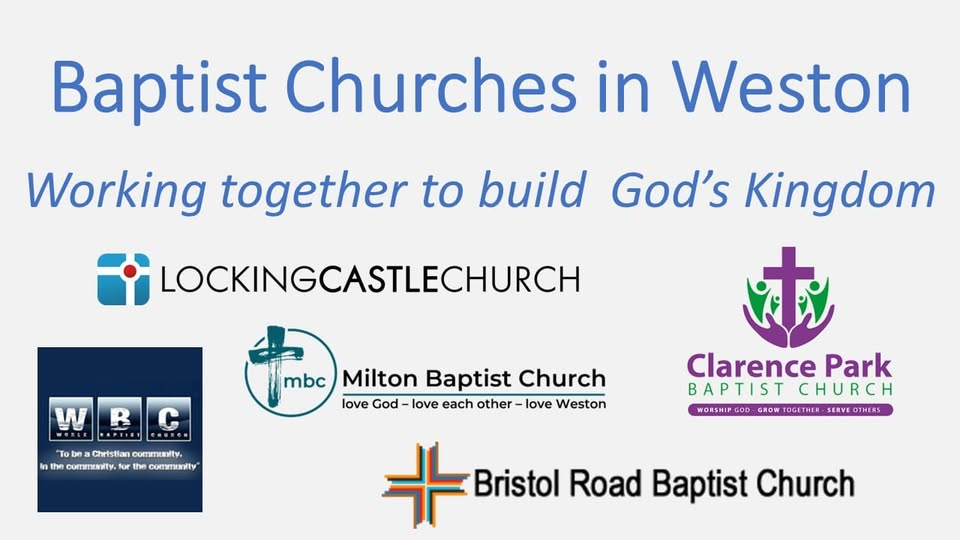 Baptist Churches in Weston
Working together to build God’s Kingdom
LOCKINGCASTLECHURCH
Clarence Park
BAPTIST CHURCH
WORSHIP GOD - GROW TOGETHER - SERVE OTHERS
mbc
Milton Baptist Church
love God – love each other – love Weston
W B C
WORLE BAPTIST CHURCH
"To be a Christian community,
in the community, for the community"
Bristol Road Baptist Church